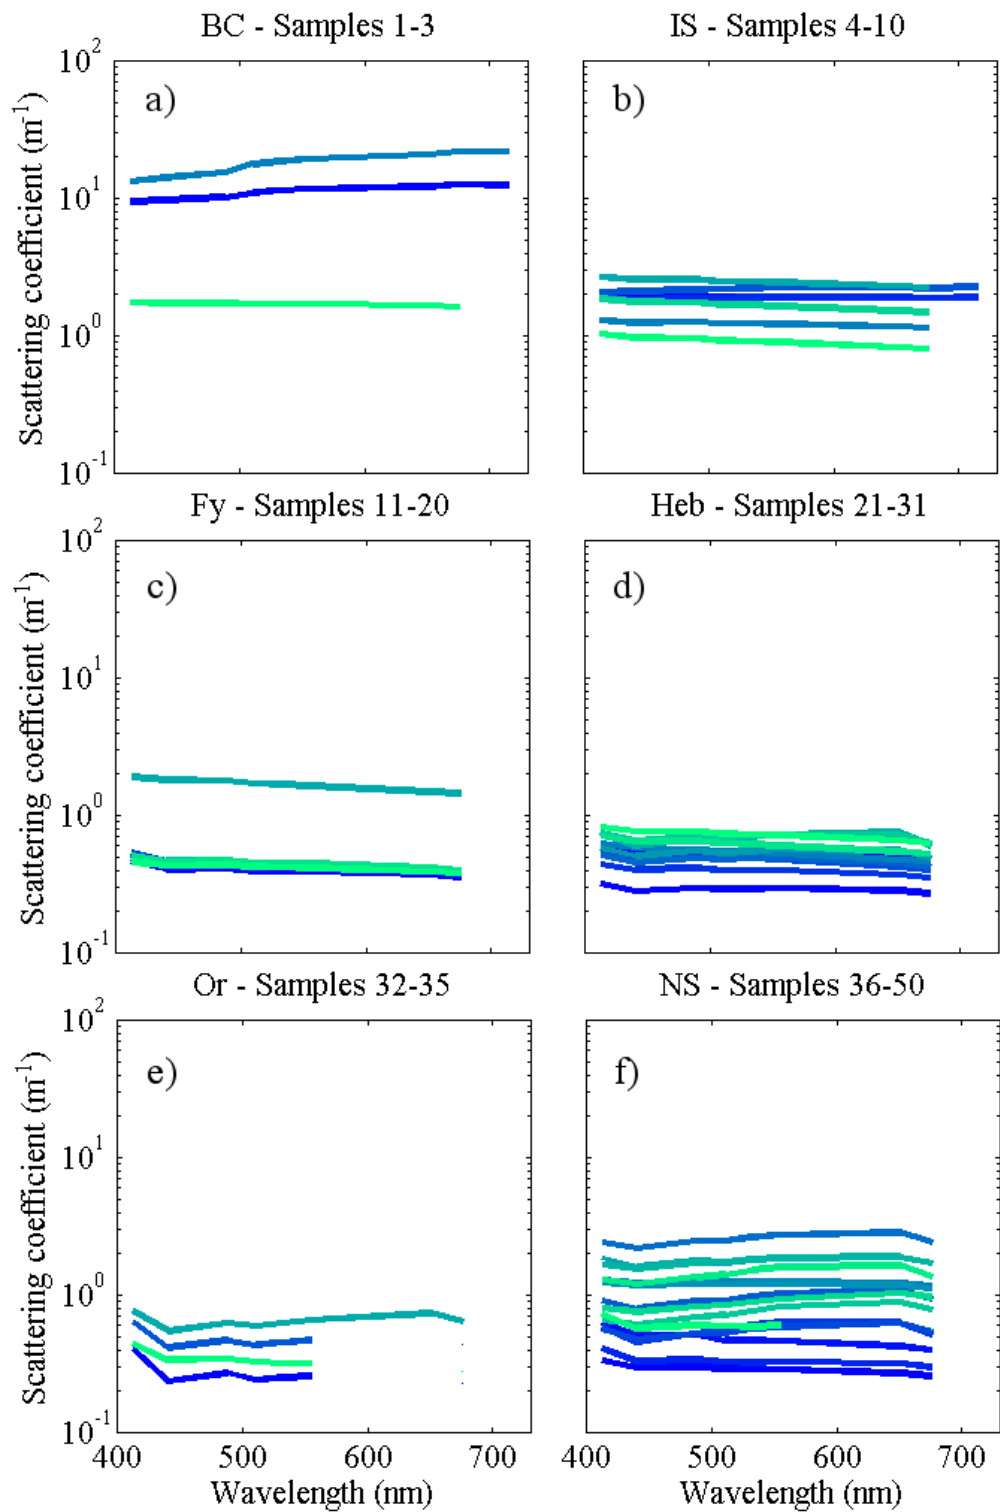 BC - Samples 1-3
IS - Samples 4-10
a)
b)
Scattering coefficient (m-1)
10^2
10^1
10^0
10^-1
Fy - Samples 11-20
Heb - Samples 21-31
c)
d)
Scattering coefficient (m-1)
10^2
10^1
10^0
10^-1
Or - Samples 32-35
NS - Samples 36-50
e)
f)
Scattering coefficient (m-1)
10^2
10^1
10^0
10^-1
400 500 600 700
400 500 600 700
Wavelength (nm)
Wavelength (nm)